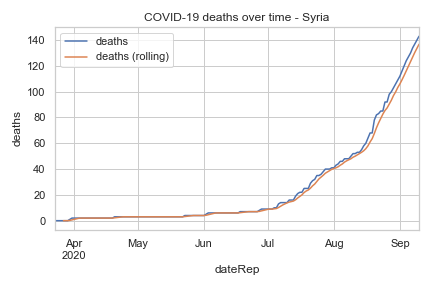 COVID-19 deaths over time - Syria
deaths
deaths (rolling)
deaths
140
120
100
80
60
40
20
0
Apr
2020
May
Jun
Jul
Aug
Sep
dateRep